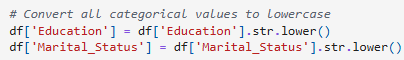 # Convert all categorical values to lowercase
df['Education'] = df['Education'].str.lower()
df['Marital_Status'] = df['Marital_Status'].str.lower()